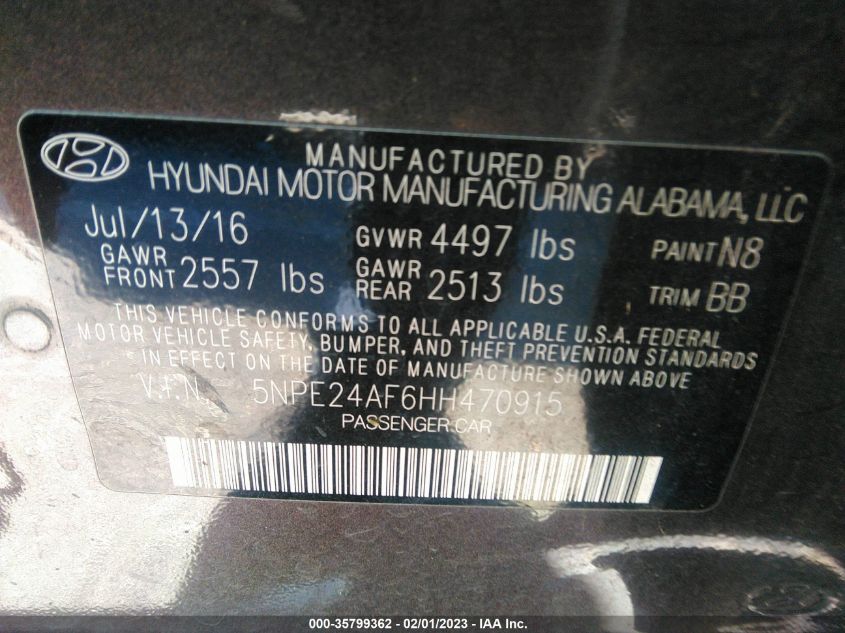 MANUFACTURED BY
HYUNDAI MOTOR MANUFACTURING ALABAMA, LLC
Jul/13/16 GVWR 4497 lbs PAINT N8
GAWR FRONT 2557 lbs GAWR REAR 2513 lbs TRIM BB
THIS VEHICLE CONFORMS TO ALL APPLICABLE U.S.A. FEDERAL
MOTOR VEHICLE SAFETY, BUMPER, AND THEFT PREVENTION STANDARDS
IN EFFECT ON THE DATE OF MANUFACTURE SHOWN ABOVE
V.I.N. 5NPE24AF6HH470915
PASSENGER CAR
000-35799362 - 02/01/2023 - IAA Inc.